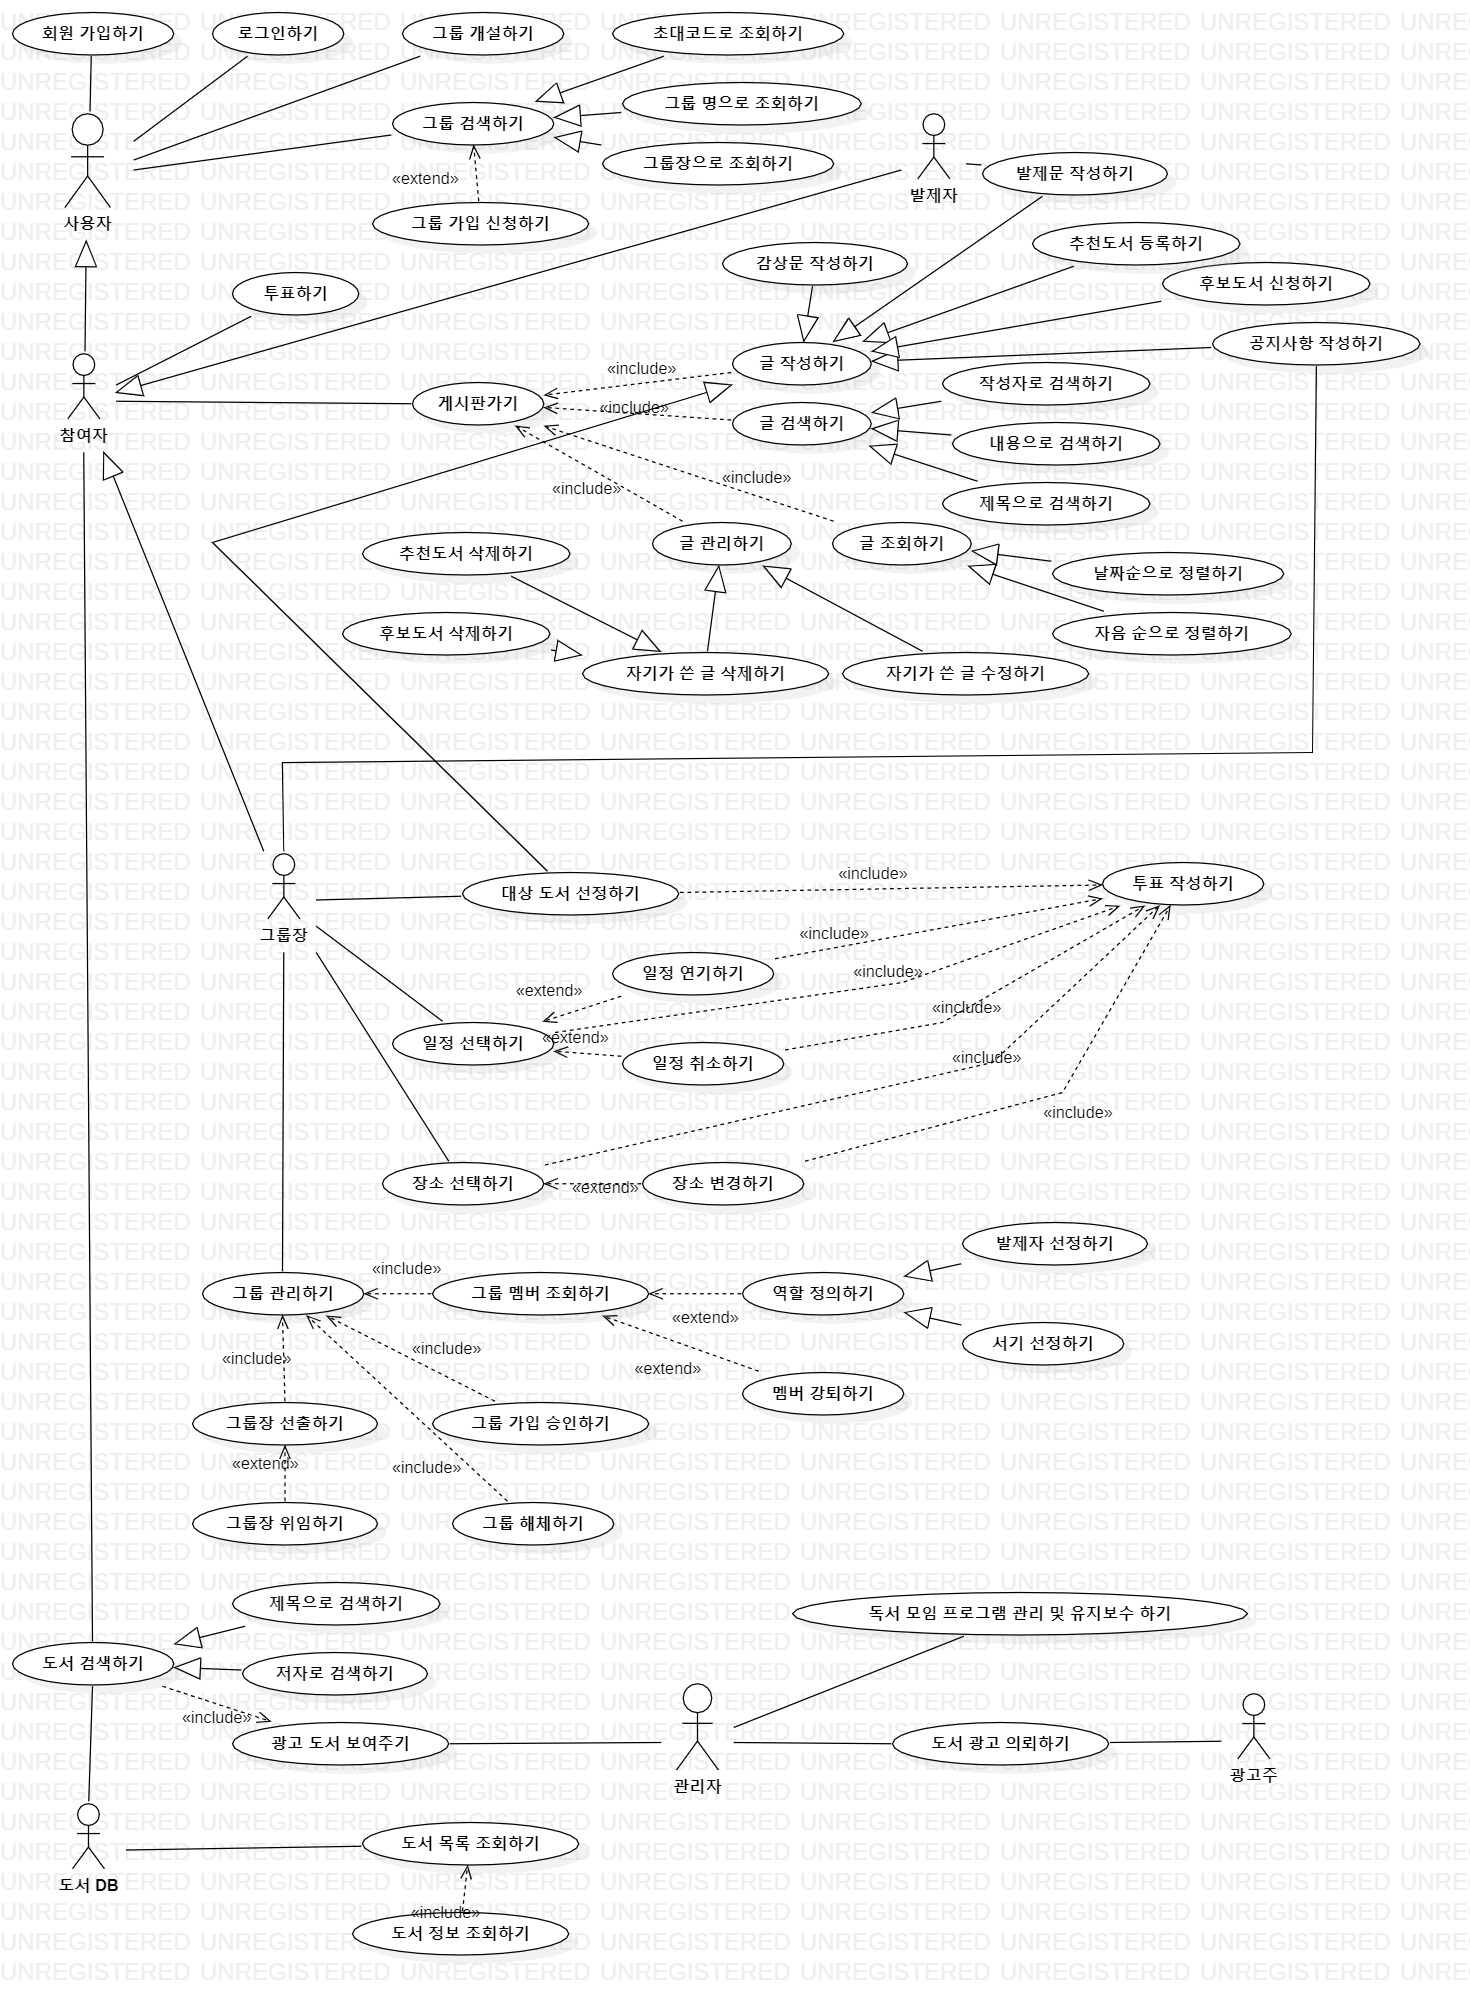 회원 가입하기
로그인하기
그룹 개설하기
초대코드로 조회하기
그룹 검색하기
그룹 명으로 조회하기
그룹장으로 조회하기
«extend»
그룹 가입 신청하기
사용자
발제자
발제문 작성하기
추천도서 등록하기
감상문 작성하기
후보도서 신청하기
투표하기
공지사항 작성하기
글 작성하기
«include»
작성자로 검색하기
참여자
게시판가기
«include»
글 검색하기
내용으로 검색하기
«include»
«include»
제목으로 검색하기
추천도서 삭제하기
글 관리하기
글 조회하기
날짜순으로 정렬하기
후보도서 삭제하기
자음 순으로 정렬하기
자기가 쓴 글 삭제하기
자기가 쓴 글 수정하기
그룹장
대상 도서 선정하기
«include»
투표 작성하기
«include»
일정 연기하기
«include»
«extend»
«include»
일정 선택하기
«extend»
일정 취소하기
«include»
«include»
장소 선택하기
«extend»
장소 변경하기
발제자 선정하기
그룹 관리하기
«include»
그룹 멤버 조회하기
역할 정의하기
«extend»
서기 선정하기
«include»
«include»
«extend»
멤버 강퇴하기
그룹장 선출하기
그룹 가입 승인하기
«extend»
«include»
그룹장 위임하기
그룹 해체하기
제목으로 검색하기
독서 모임 프로그램 관리 및 유지보수 하기
도서 검색하기
저자로 검색하기
«include»
광고 도서 보여주기
관리자
도서 광고 의뢰하기
광고주
도서 DB
도서 목록 조회하기
«include»
도서 정보 조회하기
UNREGISTERED